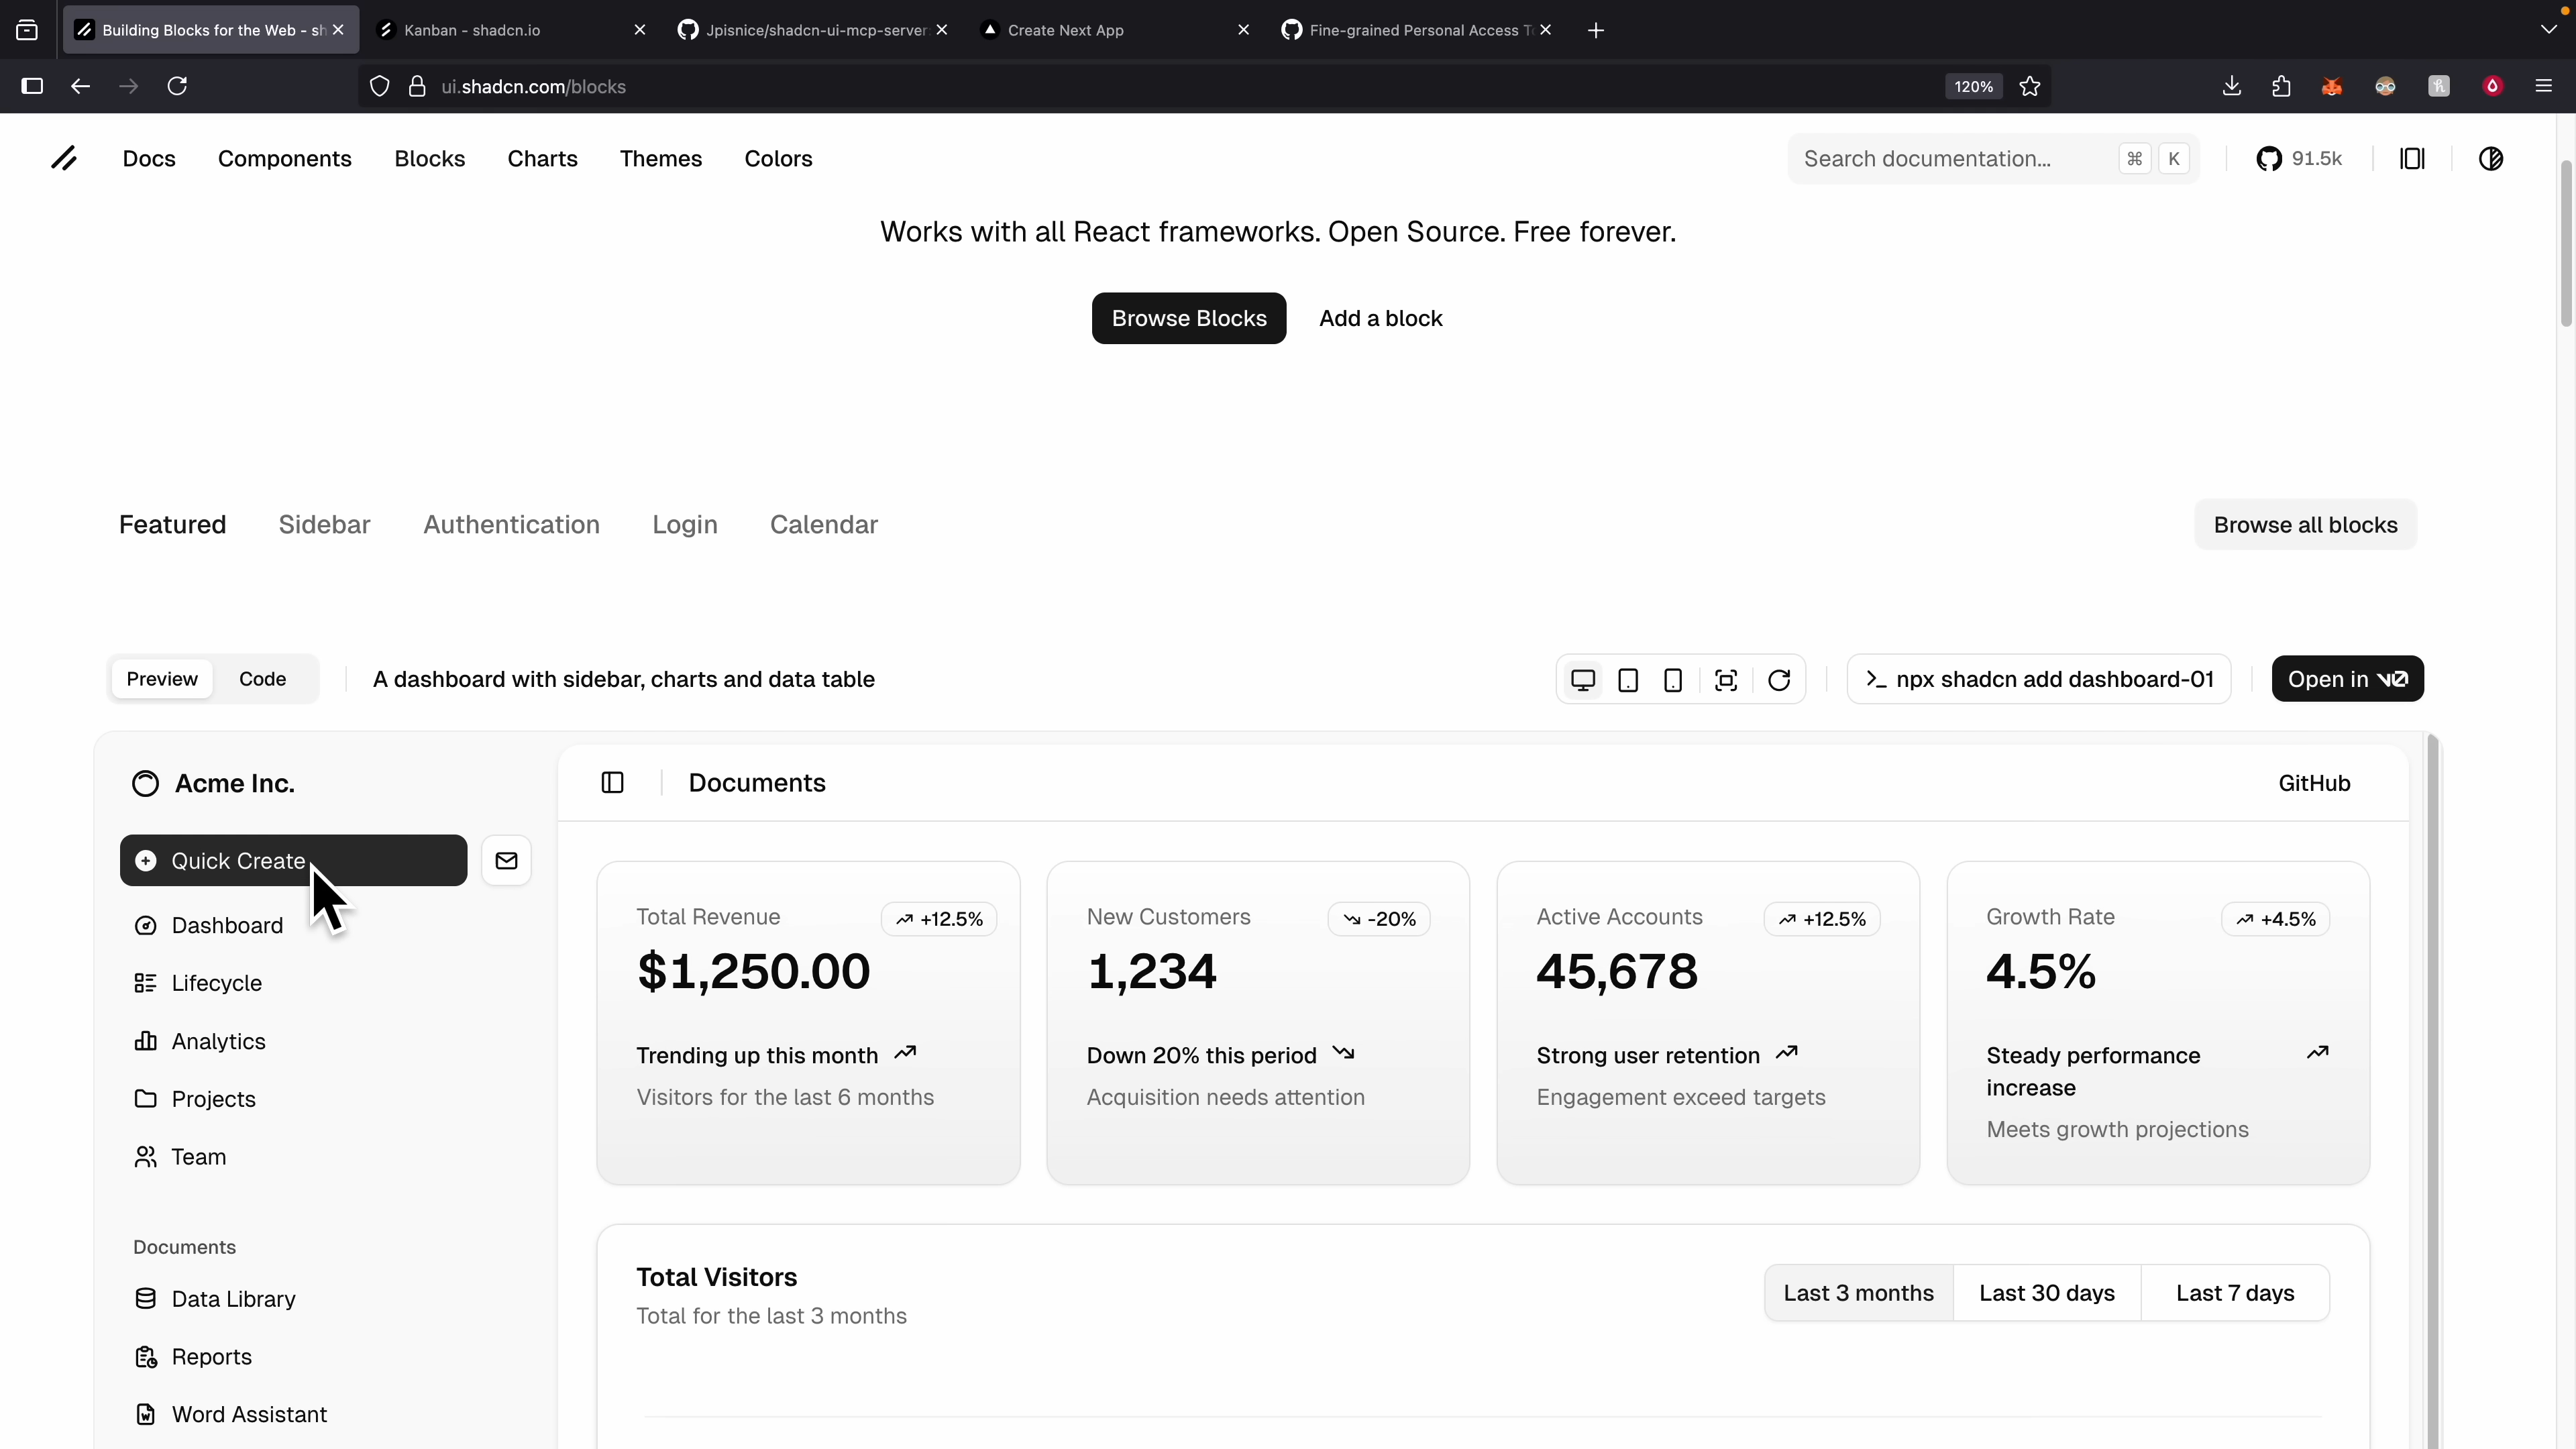 Building Blocks for the Web - sh
Kanban - shadcn.io
Jpisnice/shadcn-ui-mcp-server
Create Next App
Fine-grained Personal Access T
ui.shadcn.com/blocks
120%
Docs
Components
Blocks
Charts
Themes
Colors
Search documentation...
⌘
K
91.5k
Works with all React frameworks. Open Source. Free forever.
Browse Blocks
Add a block
Featured
Sidebar
Authentication
Login
Calendar
Browse all blocks
Preview
Code
A dashboard with sidebar, charts and data table
>_ npx shadcn add dashboard-01
Open in v0
Acme Inc.
Quick Create
Dashboard
Lifecycle
Analytics
Projects
Team
Documents
Data Library
Reports
Word Assistant
Documents
GitHub
Total Revenue
+12.5%
$1,250.00
Trending up this month
Visitors for the last 6 months
New Customers
-20%
1,234
Down 20% this period
Acquisition needs attention
Active Accounts
+12.5%
45,678
Strong user retention
Engagement exceed targets
Growth Rate
+4.5%
4.5%
Steady performance
increase
Meets growth projections
Total Visitors
Total for the last 3 months
Last 3 months
Last 30 days
Last 7 days